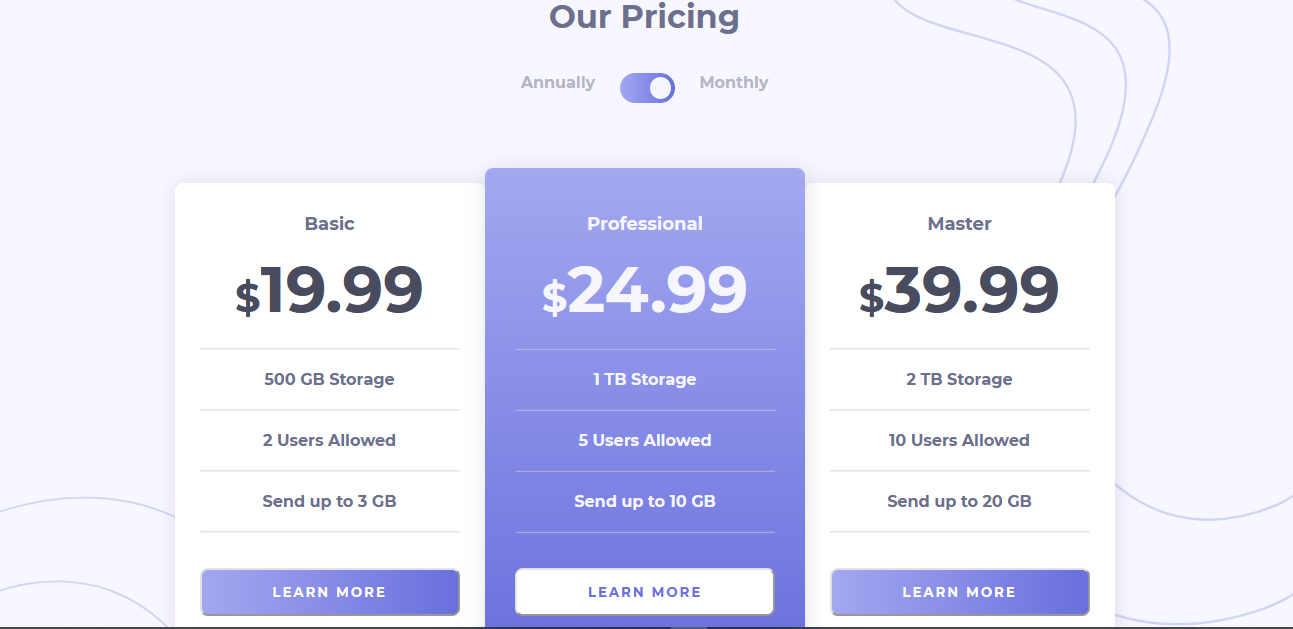 Our Pricing
Annually Monthly
Basic
$19.99
500 GB Storage
2 Users Allowed
Send up to 3 GB
LEARN MORE
Professional
$24.99
1 TB Storage
5 Users Allowed
Send up to 10 GB
LEARN MORE
Master
$39.99
2 TB Storage
10 Users Allowed
Send up to 20 GB
LEARN MORE